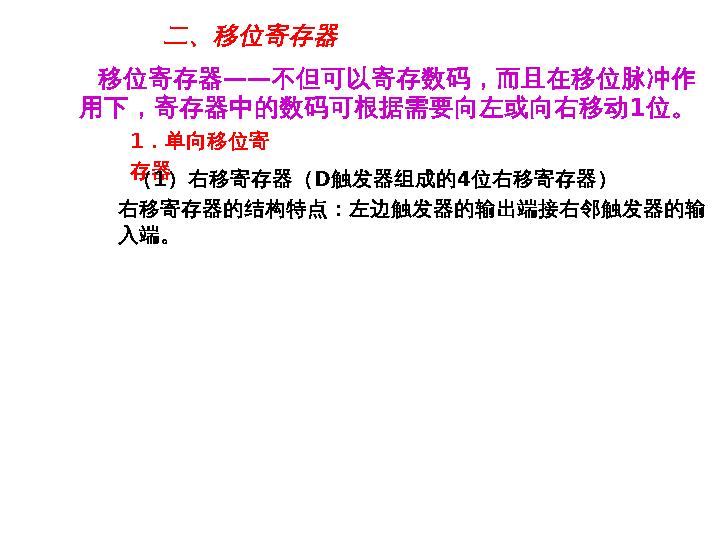 二、移位寄存器
移位寄存器——不但可以寄存数码，而且在移位脉冲作
用下，寄存器中的数码可根据需要向左或向右移动1位。
1．单向移位寄
存器
（1）右移寄存器（D触发器组成的4位右移寄存器）
右移寄存器的结构特点：左边触发器的输出端接右邻触发器的输
入端。